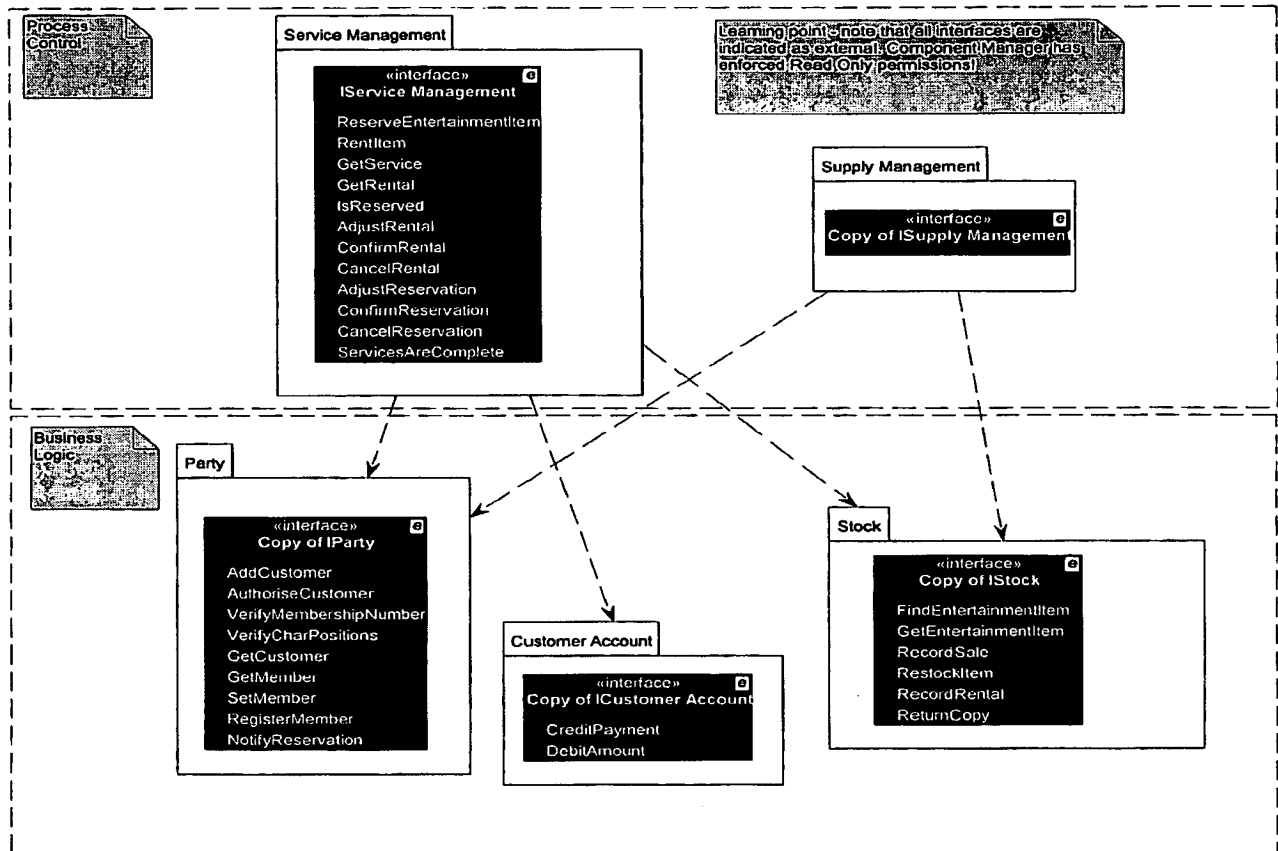 Process
Control
Service Management
«interface»
e
IService Management
ReserveEntertainmentItem
RentItem
GetService
GetRental
IsReserved
AdjustRental
ConfirmRental
CancelRental
AdjustReservation
ConfirmReservation
CancelReservation
ServicesAreComplete
Learning point - note that all interfaces are
indicated as external. Component Manager has
enforced Read Only permissions!
Supply Management
«interface»
e
Copy of ISupply Management
Business
Logic
Party
«interface»
e
Copy of IParty
AddCustomer
AuthoriseCustomer
VerifyMembershipNumber
VerifyCharPositions
GetCustomer
GetMember
SetMember
RegisterMember
NotifyReservation
Customer Account
«interface»
e
Copy of ICustomer Account
CreditPayment
DebitAmount
Stock
«interface»
e
Copy of IStock
FindEntertainmentItem
GetEntertainmentItem
RecordSale
RestockItem
RecordRental
ReturnCopy